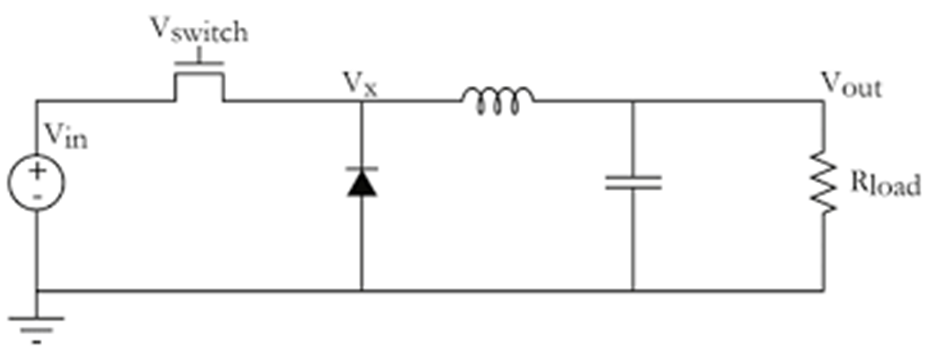 Vswitch
Vx
Vout
Vin
+
-
Rload